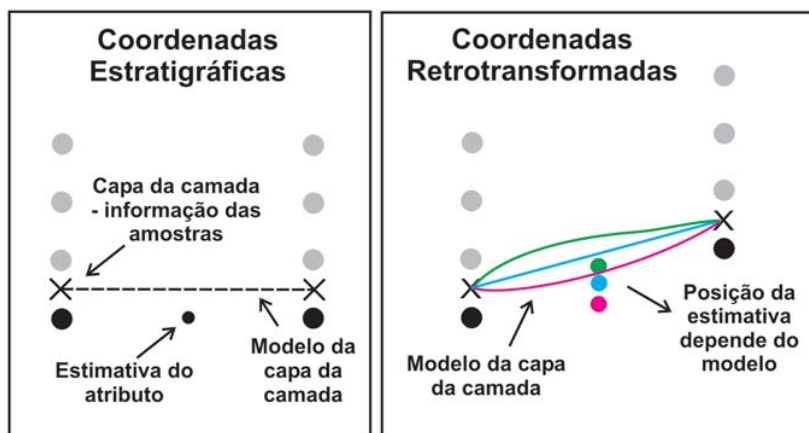 Coordenadas
Estratigráficas
Capa da camada
- informação das
amostras
Estimativa do
atributo
Modelo da
capa da
camada
Coordenadas
Retrotransformadas
Modelo da capa
da camada
Posição da
estimativa
depende do
modelo